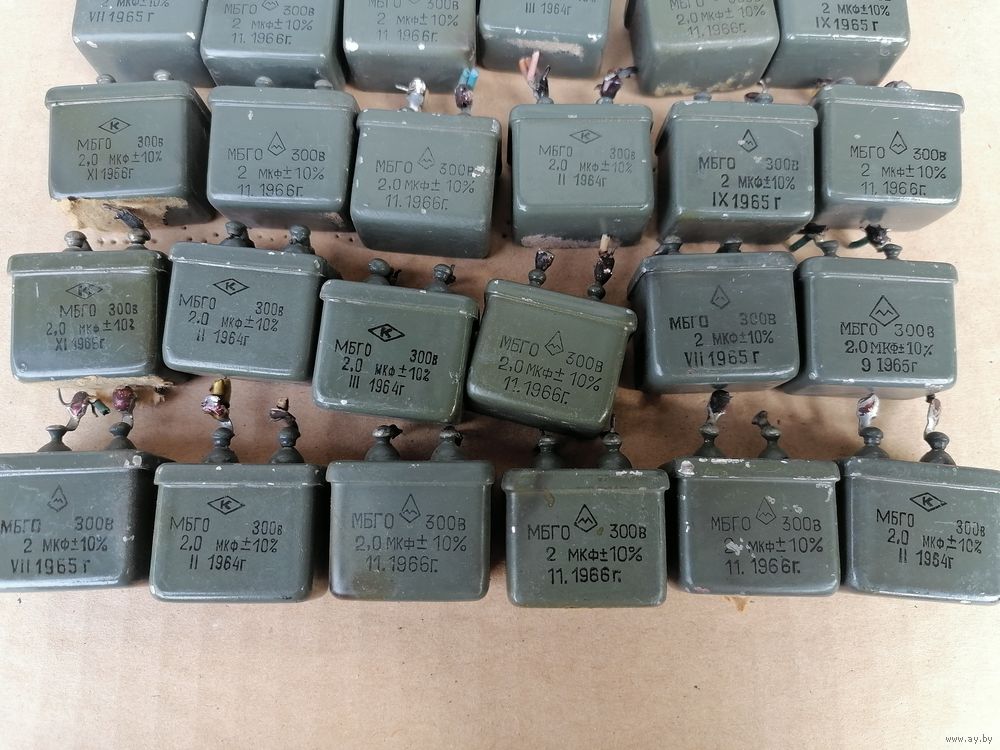 VII 1965 г
2 мкф±10%
11. 1966г.
2,0 мкф±10%
11. 1966г.
III 1964г
2,0 мкф±10%
11. 1966г.
2 мкф±10%
IX 1965 г
К
МБГО 300в
2,0 мкф±10%
XI 1966г
МБГО 300в
2 мкф±10%
11. 1966г.
МБГО 300в
2,0 мкф±10%
11. 1966г.
К
МБГО 300в
2.0 мкф±10%
II 1964г
МБГО 300в
2 мкф±10%
IX 1965 г
МБГО 300в
2 мкф±10%
11. 1966г.
К
МБГО 300в
2,0 мкф±10%
XI 1966г
К
МБГО 300в
2.0 мкф±10%
II 1964г
К
МБГО 300в
2.0 мкф±10%
III 1964г
МБГО 300в
2.0 мкф±10%
11. 1966г.
МБГО 300в
2 мкф±10%
VII 1965 г
МБГО 300в
2,0 мкф±10%
9 1965г
МБГО 300в
2 мкф±10%
VII 1965 г
К
МБГО 300в
2.0 мкф±10%
II 1964г
МБГО 300в
2,0 мкф±10%
11. 1966г.
МБГО 300в
2 мкф±10%
11. 1966г.
МБГО 300в
2 мкф±10%
11. 1966г.
К
МБГО 300в
2.0 мкф±10%
II 1964г
www.ay.by